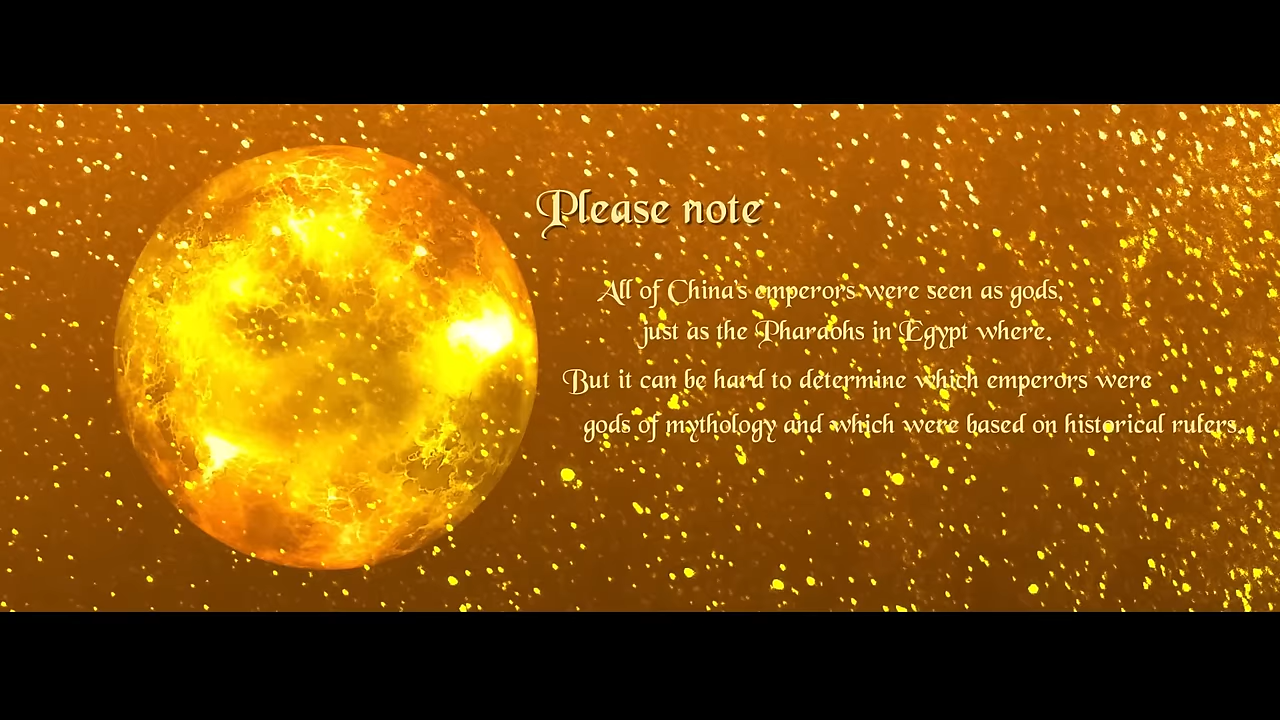 Please note
All of China's emperors were seen as gods,
just as the Pharaohs in Egypt where.
But it can be hard to determine which emperors were
gods of mythology and which were based on historical rulers.